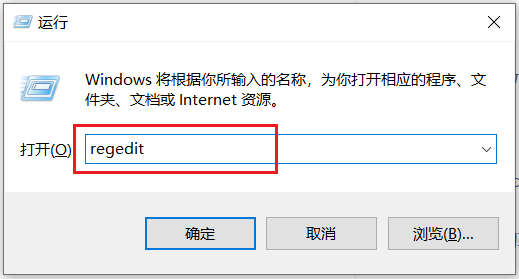 运行
Windows 将根据你所输入的名称，为你打开相应的程序、文
件夹、文档或 Internet 资源。
打开(O)
regedit
确定
取消
浏览(B)...